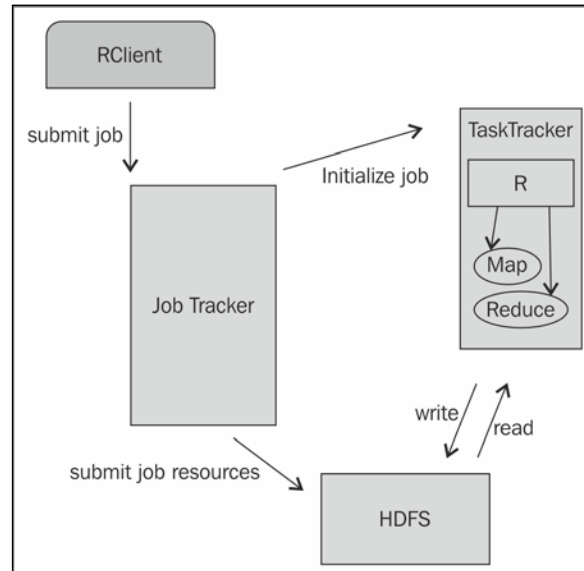 RClient
submit job
TaskTracker
Initialize job
R
Map
Job Tracker
Reduce
write
read
submit job resources
HDFS